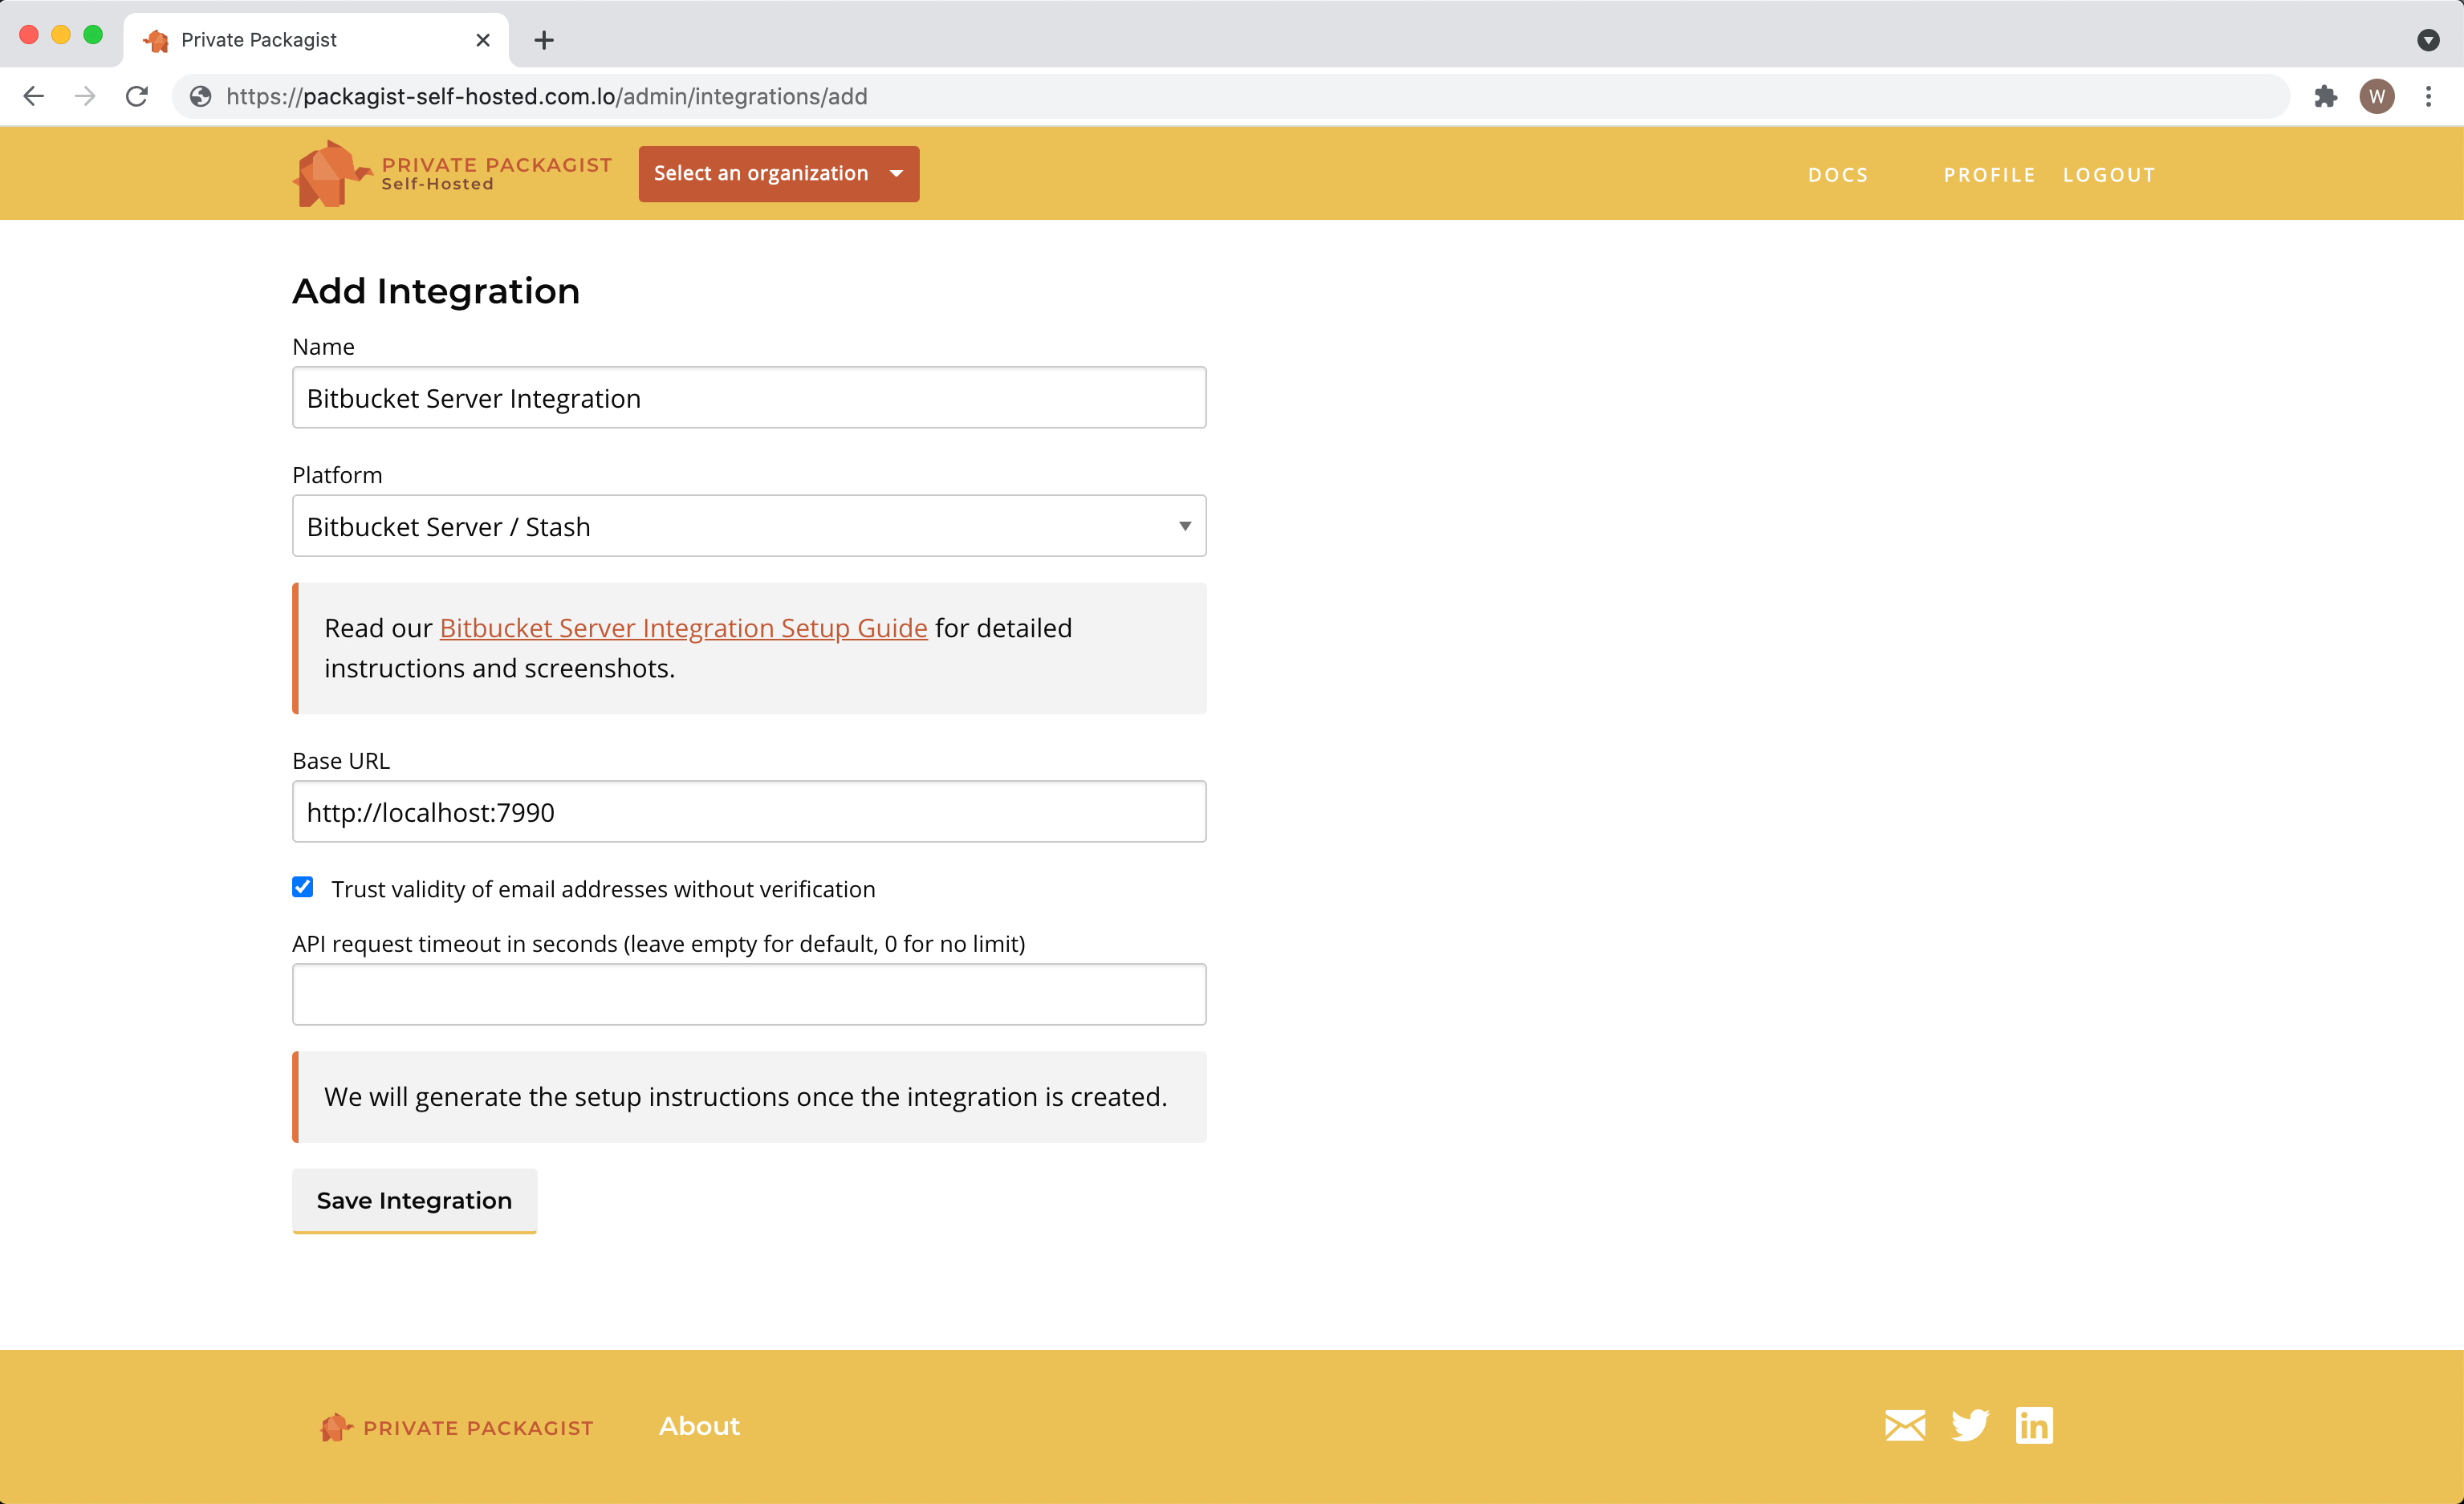 Private Packagist
https://packagist-self-hosted.com.lo/admin/integrations/add
W
PRIVATE PACKAGIST
Self-Hosted
Select an organization
DOCS
PROFILE
LOGOUT
Add Integration
Name
Bitbucket Server Integration
Platform
Bitbucket Server / Stash
Read our Bitbucket Server Integration Setup Guide for detailed
instructions and screenshots.
Base URL
http://localhost:7990
Trust validity of email addresses without verification
API request timeout in seconds (leave empty for default, 0 for no limit)
We will generate the setup instructions once the integration is created.
Save Integration
PRIVATE PACKAGIST
About
in